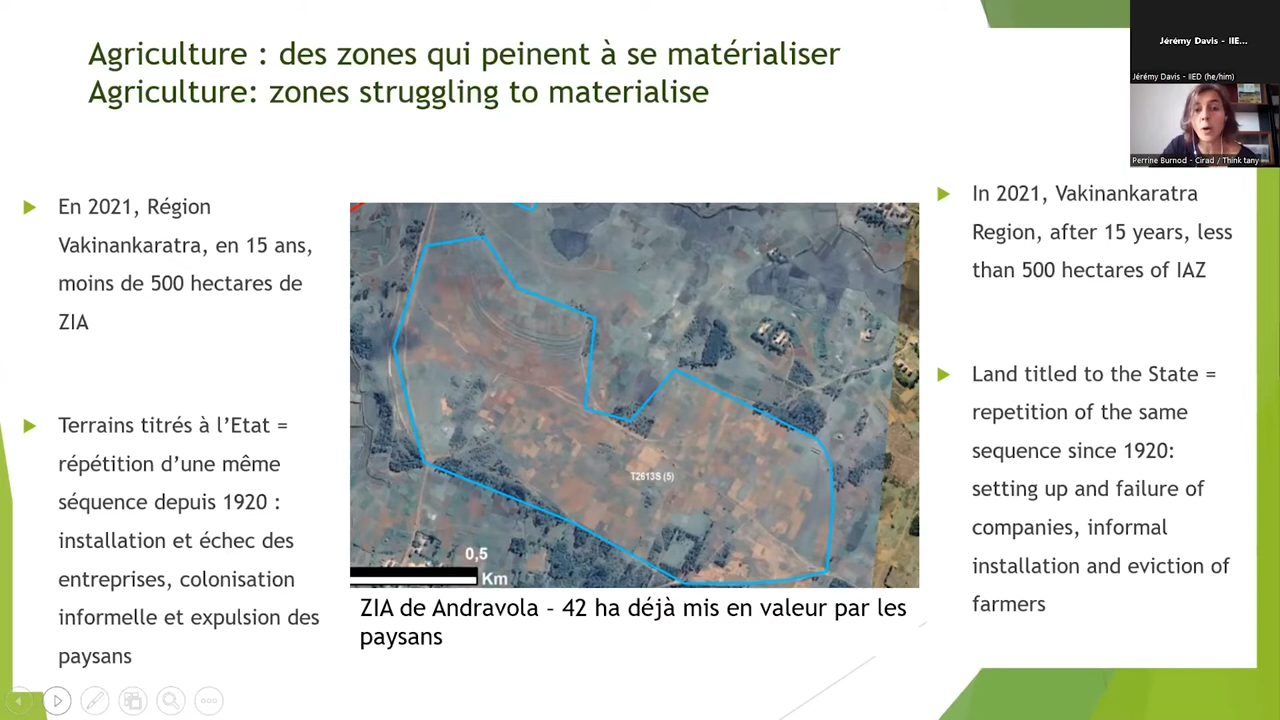 Agriculture : des zones qui peinent à se matérialiser
Agriculture: zones struggling to materialise
Jérémy Davis - IIE...
Jérémy Davis - IIED (he/him)
Perrine Burnod - Cirad / Think tany
En 2021, Région
Vakinankaratra, en 15 ans,
moins de 500 hectares de
ZIA
Terrains titrés à l’Etat =
répétition d’une même
séquence depuis 1920 :
installation et échec des
entreprises, colonisation
informelle et expulsion des
paysans
T2613S (5)
0,5
Km
ZIA de Andravola – 42 ha déjà mis en valeur par les
paysans
In 2021, Vakinankaratra
Region, after 15 years, less
than 500 hectares of IAZ
Land titled to the State =
repetition of the same
sequence since 1920:
setting up and failure of
companies, informal
installation and eviction of
farmers